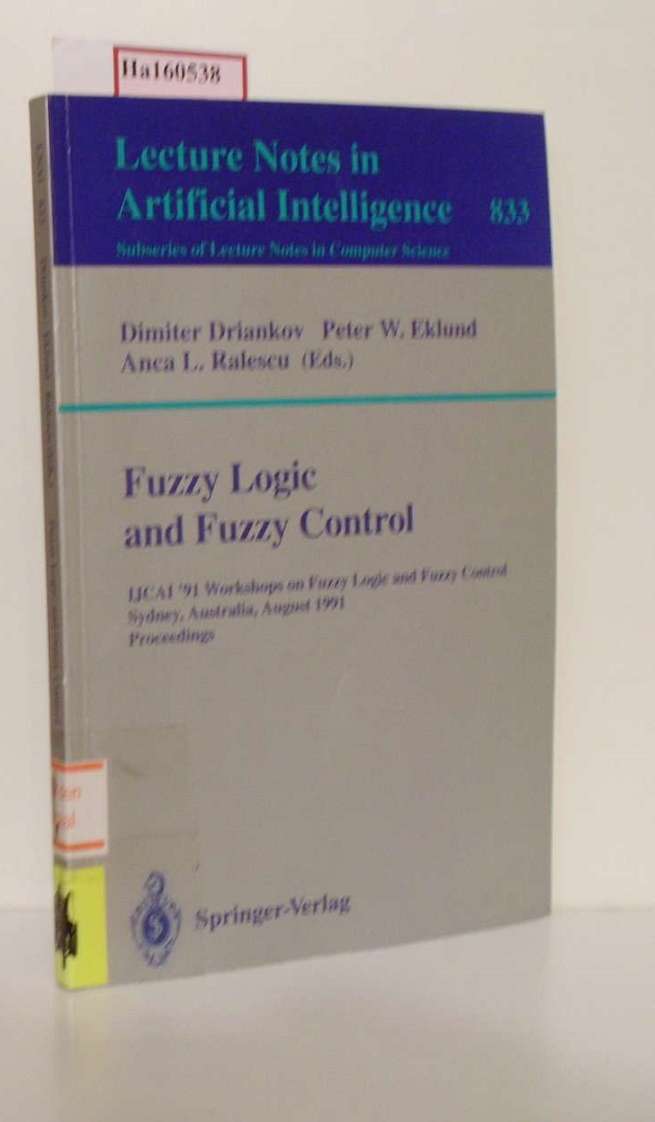 Ha160538
Lecture Notes in
Artificial Intelligence 833
Subseries of Lecture Notes in Computer Science
Dimiter Driankov Peter W. Eklund
Anca L. Ralescu (Eds.)
Fuzzy Logic
and Fuzzy Control
IJCAI '91 Workshops on Fuzzy Logic and Fuzzy Control
Sydney, Australia, August 1991
Proceedings
Springer-Verlag